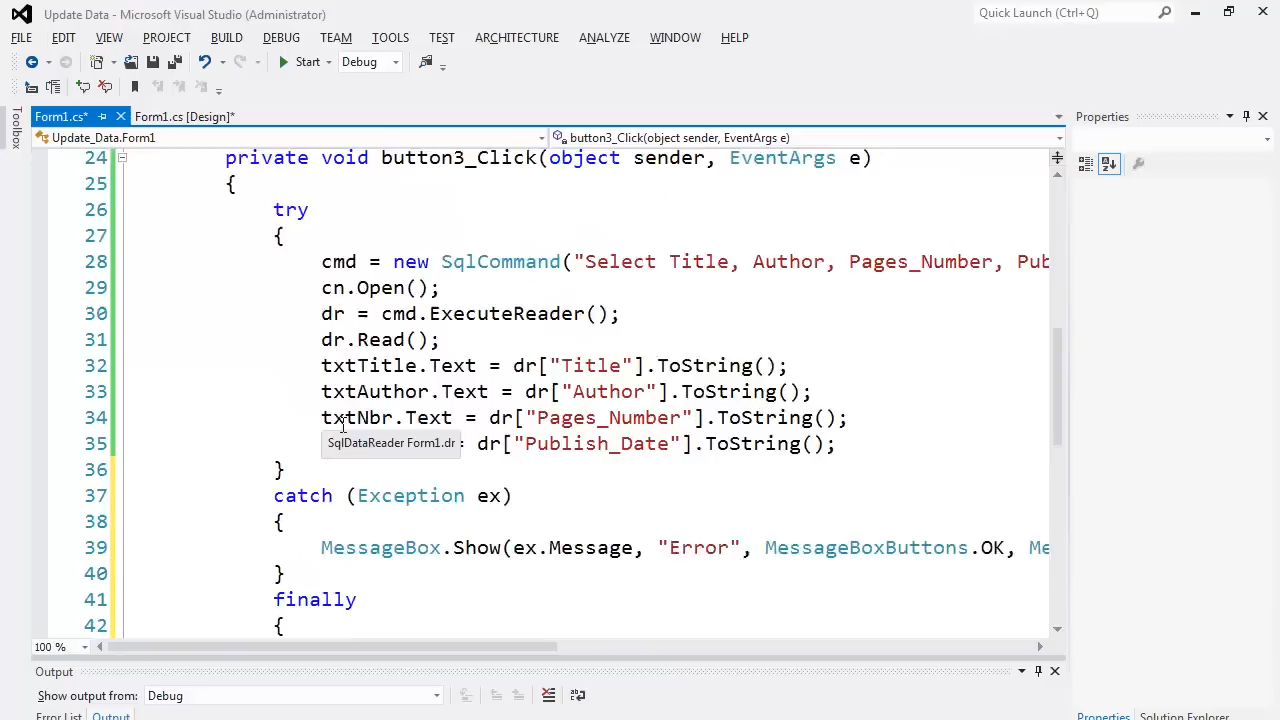 Update Data - Microsoft Visual Studio (Administrator)
Quick Launch (Ctrl+Q)
FILE EDIT VIEW PROJECT BUILD DEBUG TEAM TOOLS TEST ARCHITECTURE ANALYZE WINDOW HELP
Start Debug
Form1.cs* Form1.cs [Design]*
Properties
Toolbox
Update_Data.Form1 button3_Click(object sender, EventArgs e)
24 private void button3_Click(object sender, EventArgs e)
25 {
26 try
27 {
28 cmd = new SqlCommand("Select Title, Author, Pages_Number, Pub
29 cn.Open();
30 dr = cmd.ExecuteReader();
31 dr.Read();
32 txtTitle.Text = dr["Title"].ToString();
33 txtAuthor.Text = dr["Author"].ToString();
34 txtNbr.Text = dr["Pages_Number"].ToString();
35 SqlDataReader Form1.dr = dr["Publish_Date"].ToString();
36 }
37 catch (Exception ex)
38 {
39 MessageBox.Show(ex.Message, "Error", MessageBoxButtons.OK, Me
40 }
41 finally
42 {
100 %
Output
Show output from: Debug
Error List Output
Properties Solution Explorer